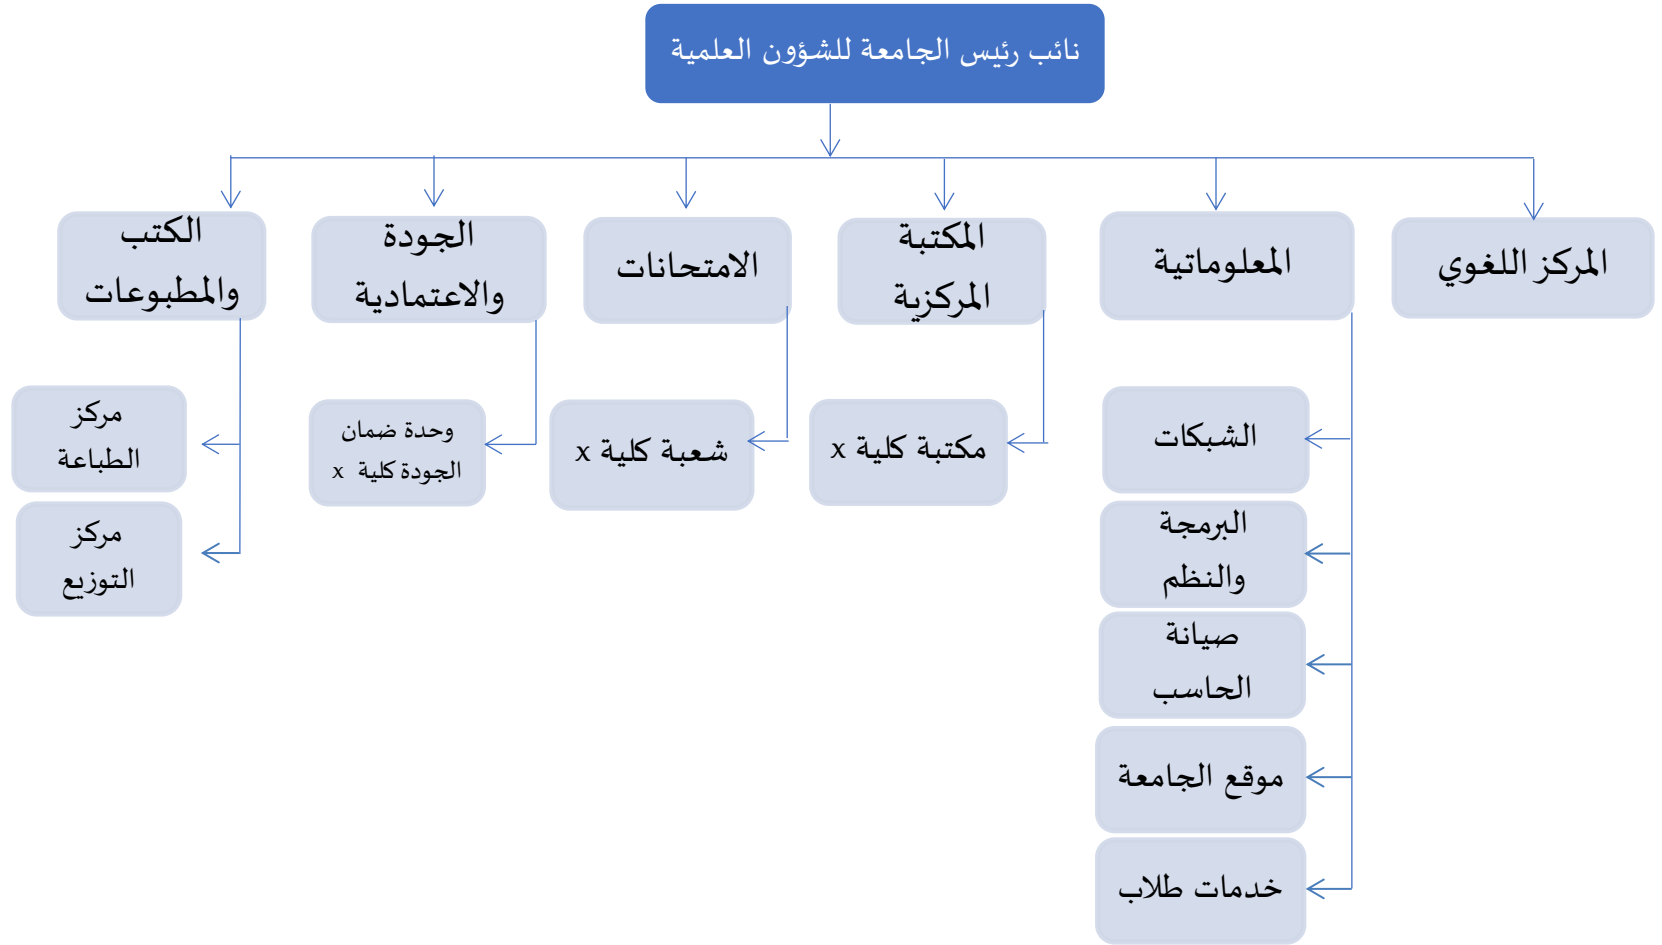 نائب رئيس الجامعة للشؤون العلمية
المركز اللغوي
المعلوماتية
المكتبة
المركزية
الامتحانات
الجودة
والاعتمادية
الكتب
والمطبوعات
الشبكات
البرمجة
والنظم
صيانة
الحاسب
موقع الجامعة
خدمات طلاب
مكتبة كلية x
شعبة كلية x
وحدة ضمان
الجودة كلية x
مركز
الطباعة
مركز
التوزيع